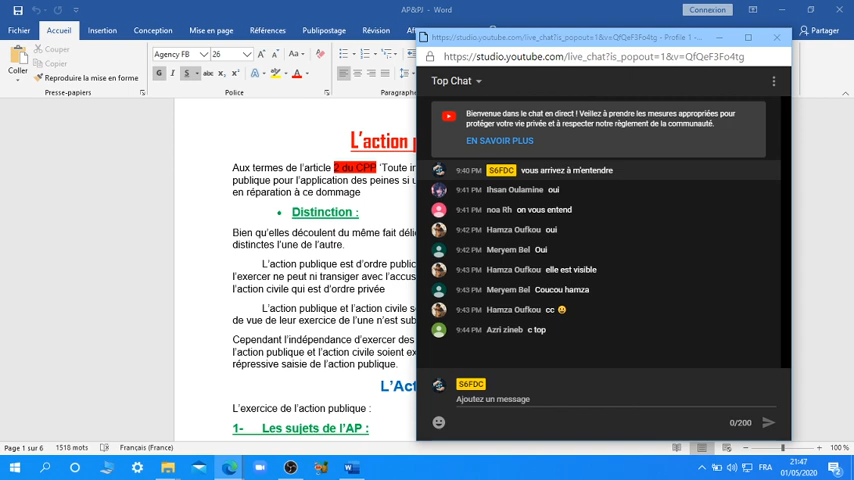 AP&PJ - Word
Connexion
Fichier Accueil Insertion Conception Mise en page Références Publipostage Révision
Partager
Couper
Copier
Coller
Reproduire la mise en forme
Presse-papiers
Agency FB 26
Aa
G I S abc x₂ x²
Police
Paragraphe
https://studio.youtube.com/live_chat?is_popout=1&v=QfQeF3Fo4tg - Profile 1 -
https://studio.youtube.com/live_chat?is_popout=1&v=QfQeF3Fo4tg
Top Chat
Bienvenue dans le chat en direct ! Veillez à prendre les mesures appropriées pour
protéger votre vie privée et à respecter notre règlement de la communauté.
EN SAVOIR PLUS
9:40 PM S6FDC vous arrivez à m'entendre
9:41 PM Ihsan Oulamine oui
9:41 PM noa Rh on vous entend
9:42 PM Hamza Oufkou oui
9:42 PM Meryem Bel Oui
9:43 PM Hamza Oufkou elle est visible
9:43 PM Meryem Bel Coucou hamza
9:43 PM Hamza Oufkou cc 😀
9:44 PM Azri zineb c top
S6FDC
Ajoutez un message
0/200
L'action
Aux termes de l'article 2 du CPP 'Toute
publique pour l'application des peines si
en réparation à ce dommage
• Distinction :
Bien qu'elles découlent du même fait
distinctes l'une de l'autre.
L'action publique est d'ordre
l'exercer ne peut ni transiger avec
l'action civile qui est d'ordre privée
L'action publique et l'action civile
de vue de leur exercice de l'une n'est
Cependant l'indépendance d'exercer des
l'action publique et l'action civile soient
répressive saisie de l'action publique.
L'exercice de l'action publique :
1- Les sujets de l'AP :
Page 1 sur 6 1518 mots Français (France)
100 %
FRA
21:47
01/05/2020
2